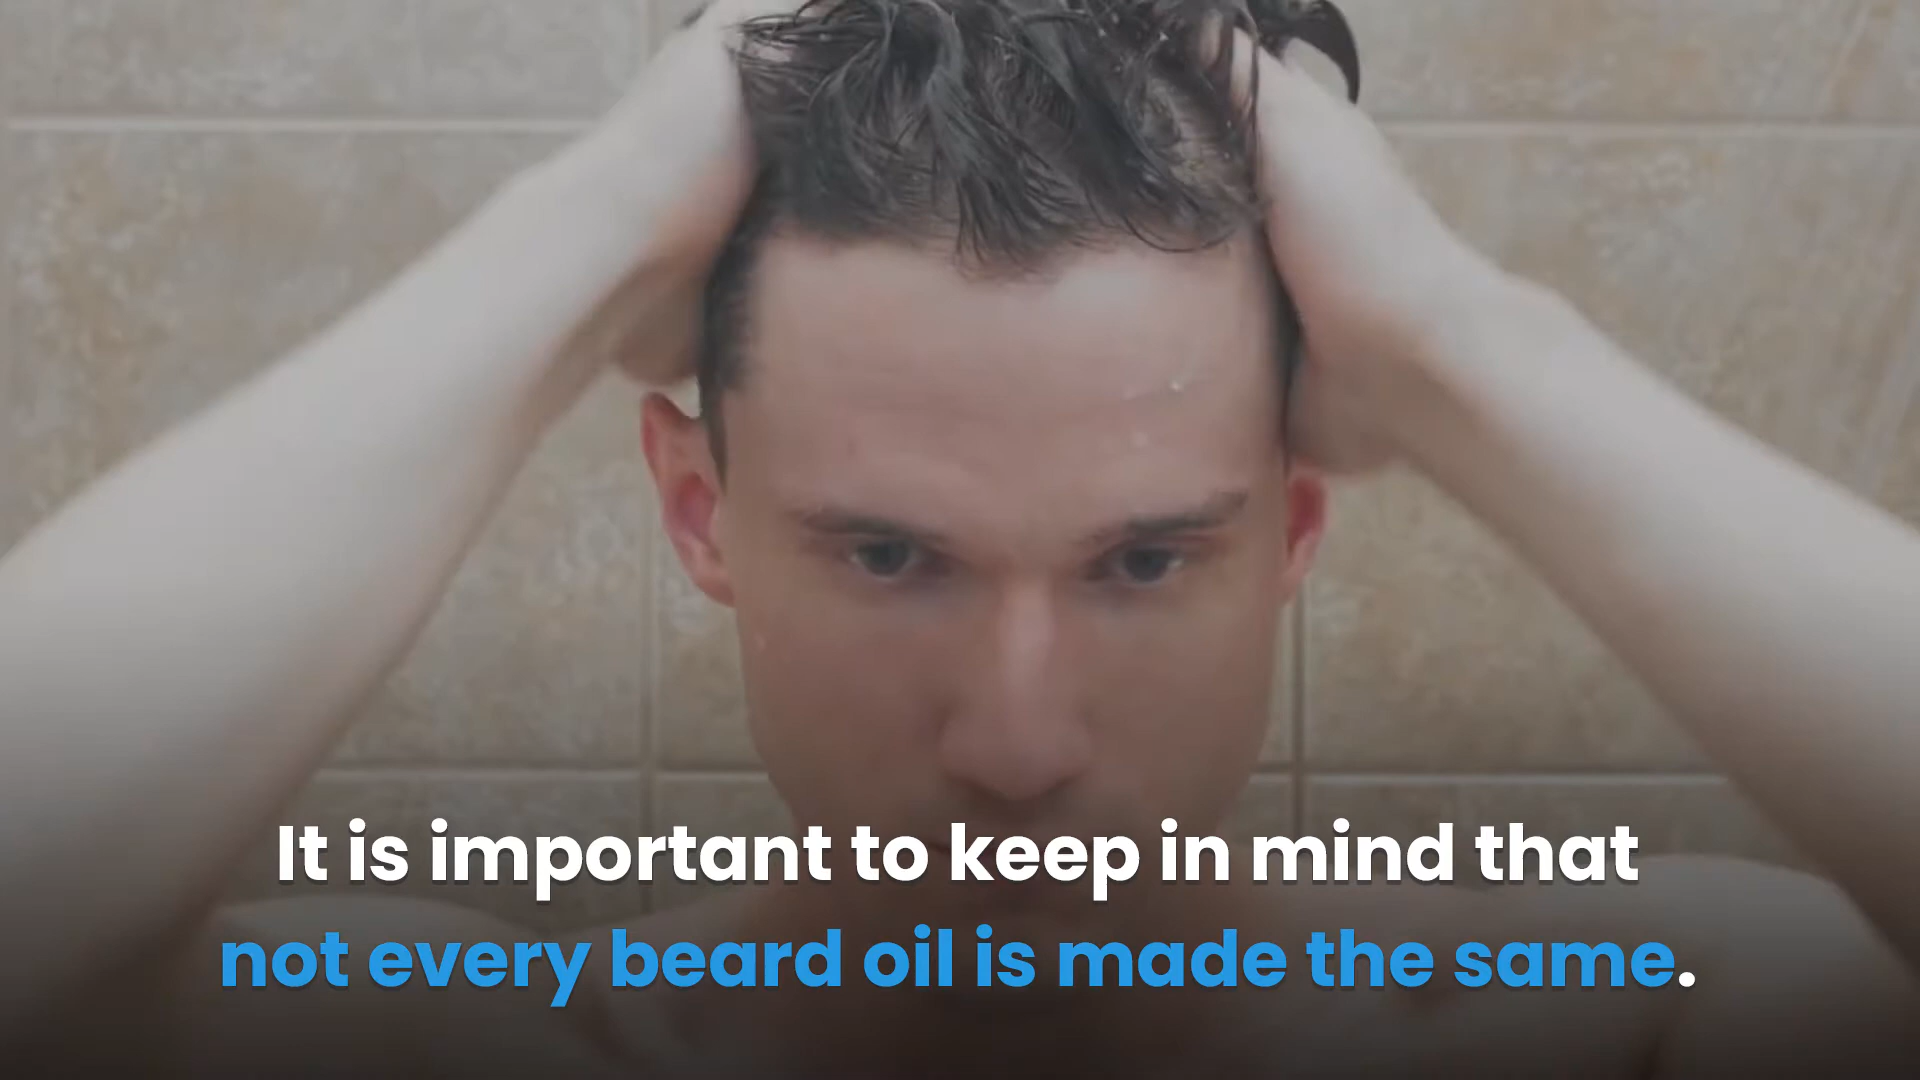 It is important to keep in mind that
not every beard oil is made the same.